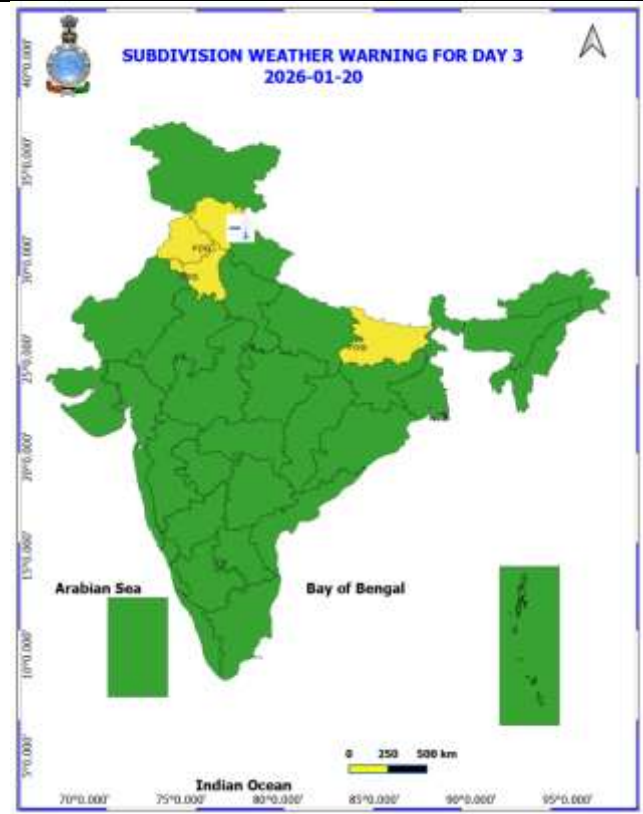 SUBDIVISION WEATHER WARNING FOR DAY 3
2026-01-20
40°0.000'
35°0.000'
30°0.000'
25°0.000'
20°0.000'
15°0.000'
10°0.000'
5°0.000'
FOG
Arabian Sea
Bay of Bengal
0 250 500 km
Indian Ocean
70°0.000' 75°0.000' 80°0.000' 85°0.000' 90°0.000' 95°0.000'